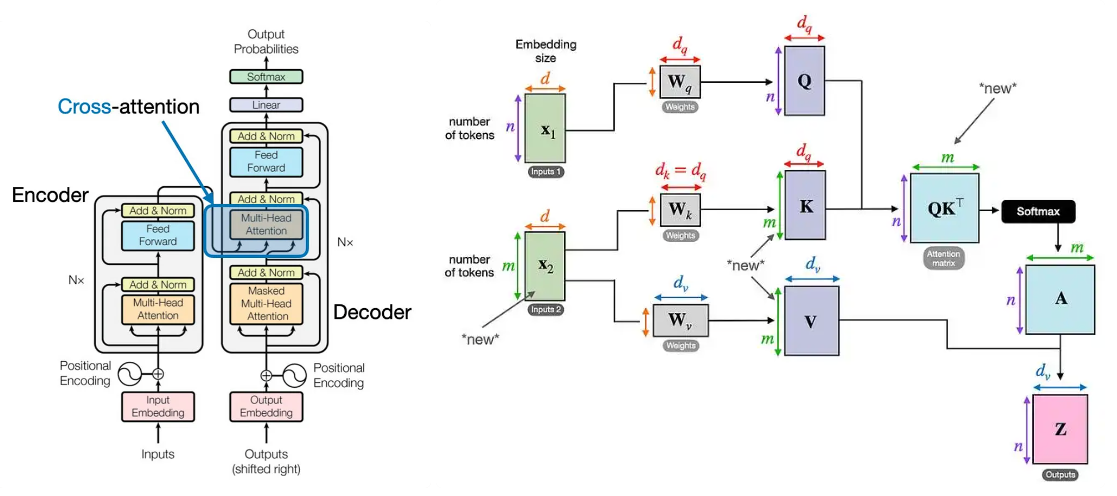 Output
Probabilities
Softmax
Linear
Cross-attention
Add & Norm
Feed
Forward
Encoder
Add & Norm
Add & Norm
Multi-Head
Attention
Feed
Forward
N×
N×
Add & Norm
Add & Norm
Multi-Head
Attention
Masked
Multi-Head
Attention
Decoder
Positional
Encoding
Positional
Encoding
Input
Embedding
Output
Embedding
Inputs
Outputs
(shifted right)
Embedding
size
d
number
of tokens
n
x₁
Inputs 1
d_q
W_q
Weights
d_q
n
Q
*new*
d_k = d_q
W_k
Weights
d_q
m
K
m
n
QK⊤
Attention
matrix
Softmax
d
number
of tokens
m
x₂
Inputs 2
*new*
*new*
d_v
W_v
Weights
d_v
m
V
m
n
A
d_v
n
Z
Outputs